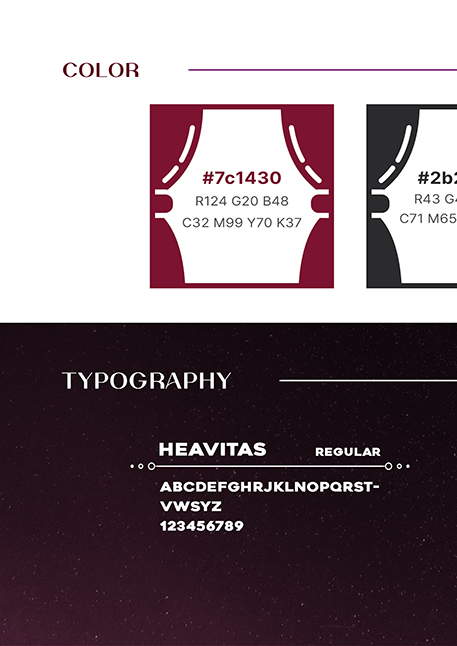 COLOR
#7c1430
R124 G20 B48
C32 M99 Y70 K37
#2b2
R43 G4
C71 M65
TYPOGRAPHY
HEAVITAS REGULAR
ABCDEFGHRJKLNOPQRST-
VWSYZ
123456789